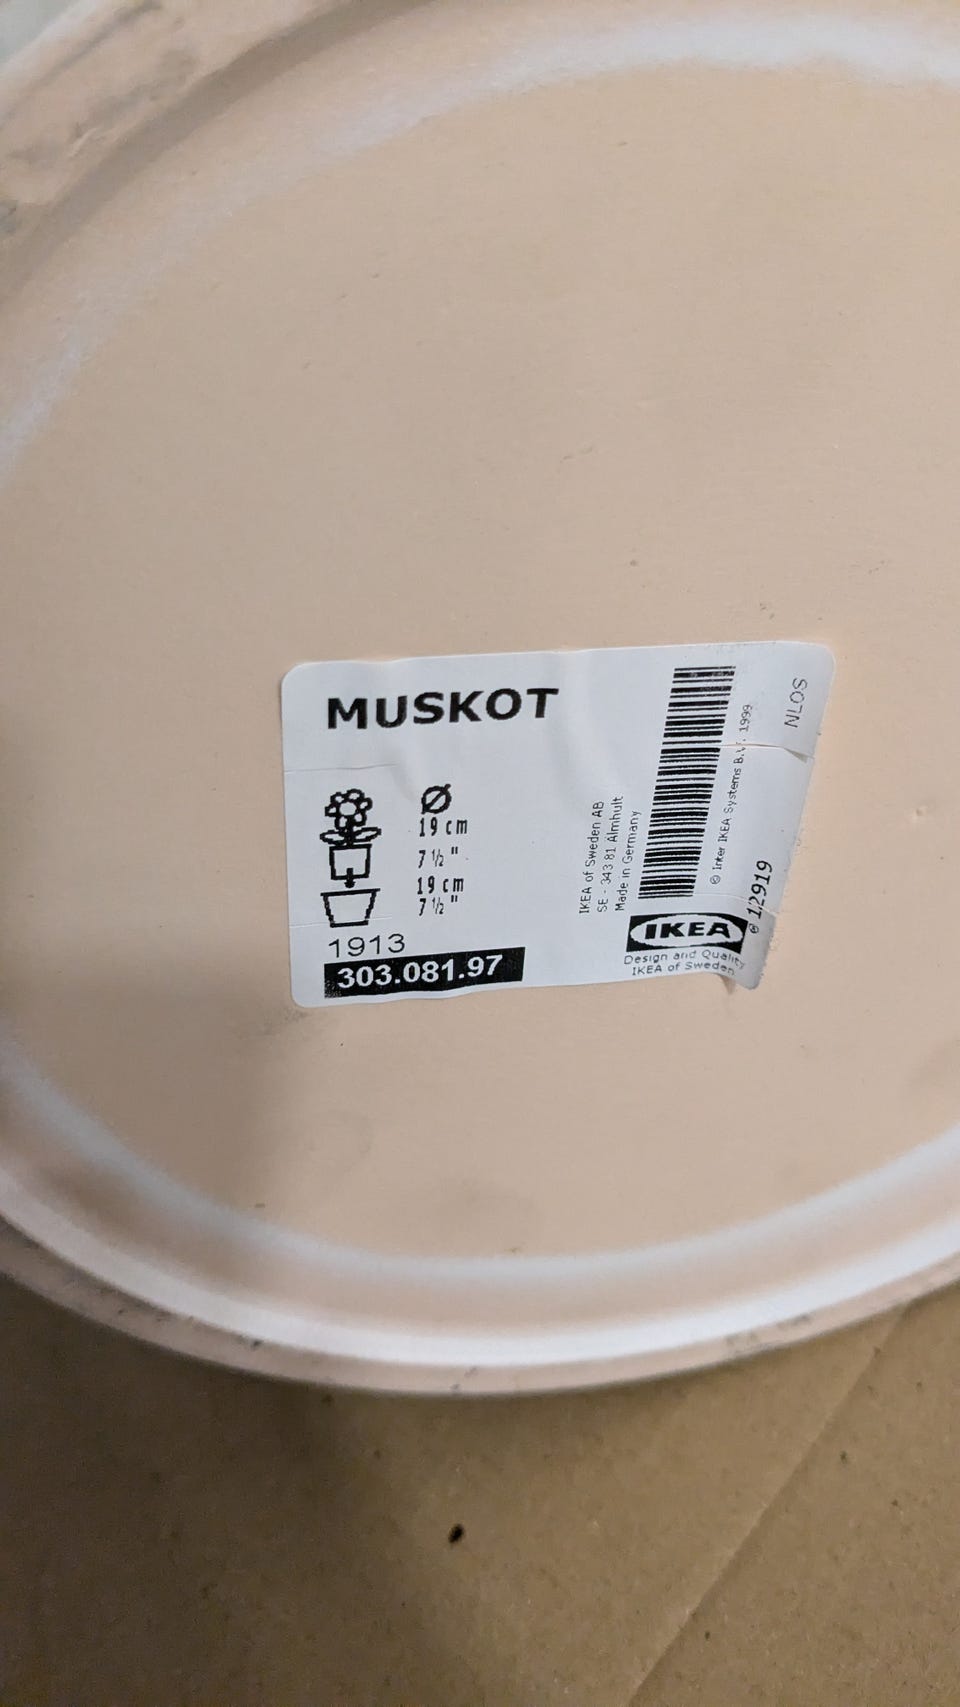 MUSKOT
Ø
19 cm
7 ½ "
19 cm
7 ½ "
1913
303.081.97
IKEA of Sweden AB
SE - 343 81 Älmhult
Made in Germany
© Inter IKEA Systems B.V. 1999
NLOS
12919
IKEA
®
Design and Quality
IKEA of Sweden